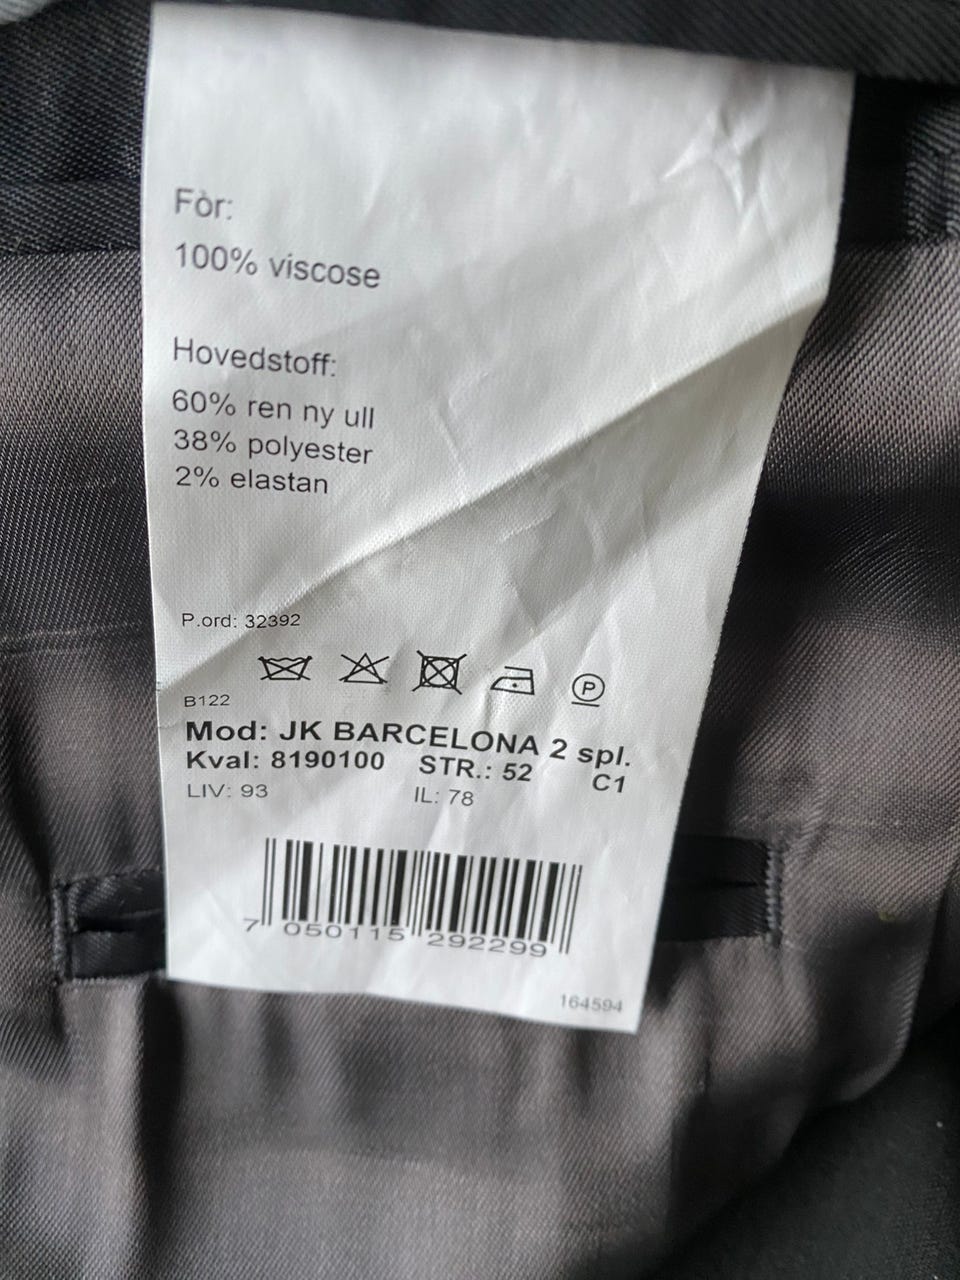 Fòr:
100% viscose
Hovedstoff:
60% ren ny ull
38% polyester
2% elastan
P.ord: 32392
P
B122
Mod: JK BARCELONA 2 spl.
Kval: 8190100 STR.: 52 C1
LIV: 93 IL: 78
7 050115 292299
164594